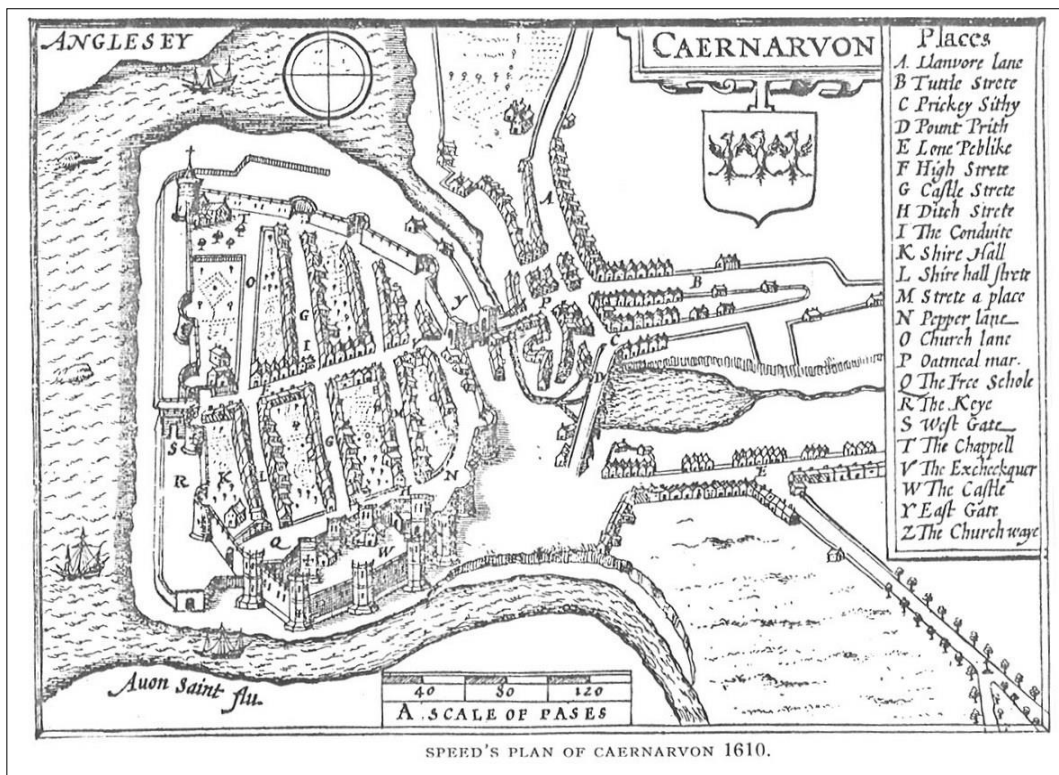 ANGLESEY
CAERNARVON
Places
A Llanvore lane
B Tuttle Strete
C Prickey Sithy
D Pount Prith
E Lone Peblike
F High Strete
G Castle Strete
H Ditch Strete
I The Conduite
K Shire Hall
L Shire hall strete
M Strete a place
N Pepper lane
O Church lane
P Oatmeal mar.
Q The Free Schole
R The Keye
S West Gate
T The Chappell
V The Excheckquer
W The Castle
Y East Gate
Z The Church waye
A
B
C
D
E
P
Y
T
O
G
I
G
H
M
N
L
K
S
R
Q
W
Avon Saint
flu.
40 80 120
A SCALE OF PASES
SPEED'S PLAN OF CAERNARVON 1610.